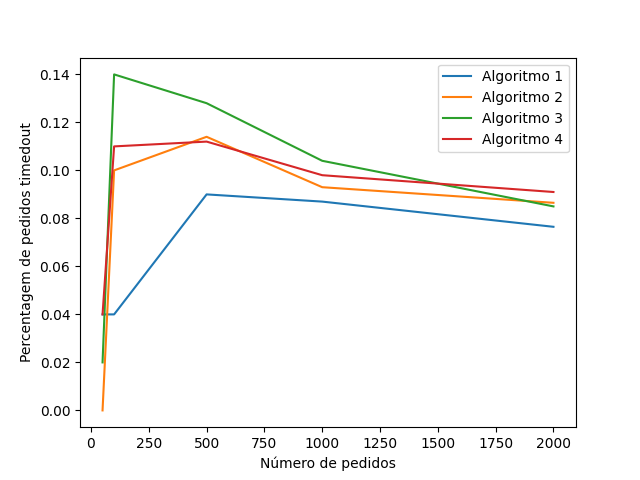 Algoritmo 1
Algoritmo 2
Algoritmo 3
Algoritmo 4
Percentagem de pedidos timedout
0.14
0.12
0.10
0.08
0.06
0.04
0.02
0.00
0 250 500 750 1000 1250 1500 1750 2000
Número de pedidos